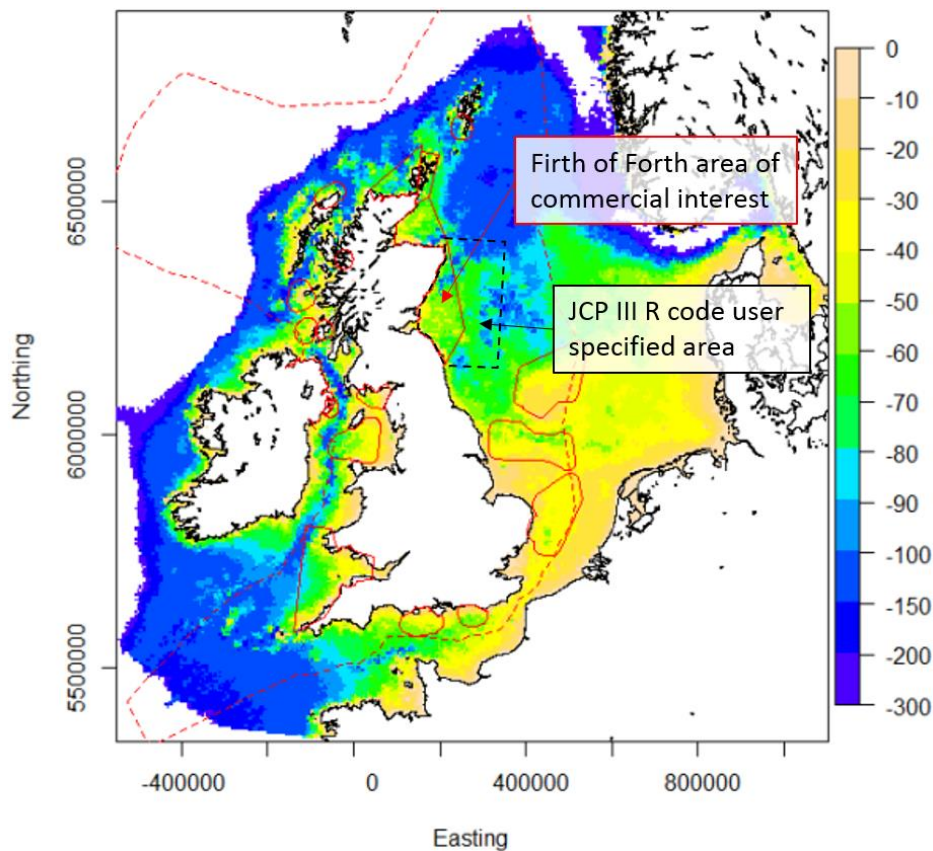 0
-10
-20
-30
-40
-50
-60
-70
-80
-90
-100
-150
-200
-300
Firth of Forth area of
commercial interest
JCP III R code user
specified area
Northing
6500000
6000000
5500000
-400000 0 400000 800000
Easting